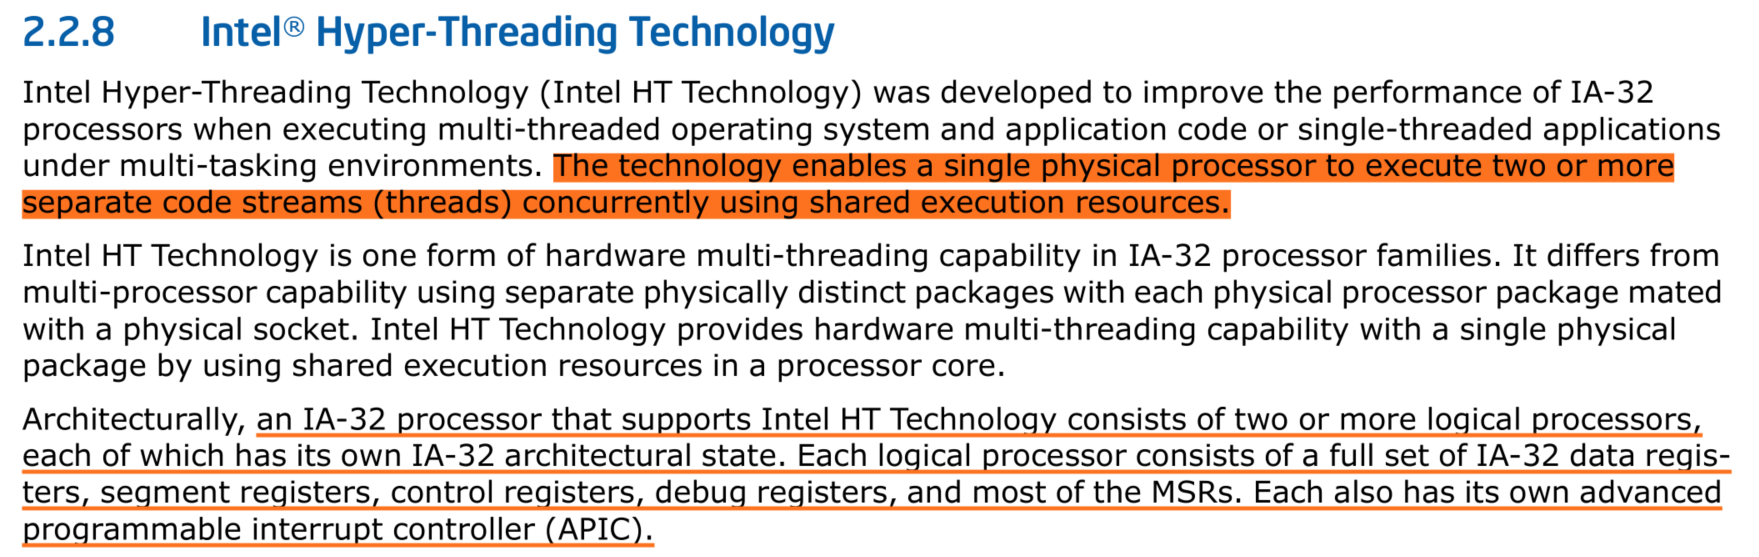 2.2.8 Intel® Hyper-Threading Technology
Intel Hyper-Threading Technology (Intel HT Technology) was developed to improve the performance of IA-32
processors when executing multi-threaded operating system and application code or single-threaded applications
under multi-tasking environments. The technology enables a single physical processor to execute two or more
separate code streams (threads) concurrently using shared execution resources.
Intel HT Technology is one form of hardware multi-threading capability in IA-32 processor families. It differs from
multi-processor capability using separate physically distinct packages with each physical processor package mated
with a physical socket. Intel HT Technology provides hardware multi-threading capability with a single physical
package by using shared execution resources in a processor core.
Architecturally, an IA-32 processor that supports Intel HT Technology consists of two or more logical processors,
each of which has its own IA-32 architectural state. Each logical processor consists of a full set of IA-32 data regis-
ters, segment registers, control registers, debug registers, and most of the MSRs. Each also has its own advanced
programmable interrupt controller (APIC).